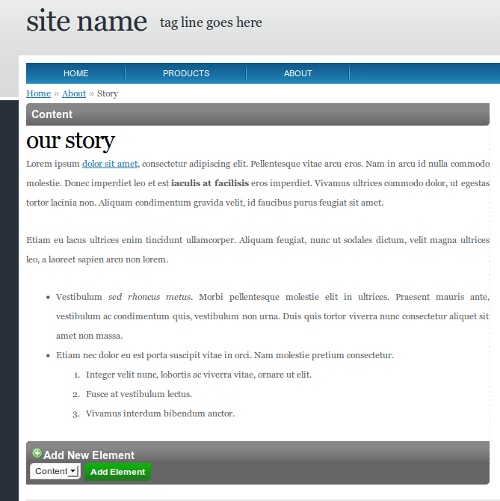 site name tag line goes here
HOME PRODUCTS ABOUT
Home » About » Story
Content
our story
Lorem ipsum dolor sit amet, consectetur adipiscing elit. Pellentesque vitae arcu eros. Nam in arcu id nulla commodo
molestie. Donec imperdiet leo et est iaculis at facilisis eros imperdiet. Vivamus ultrices commodo dolor, ut egestas
tortor lacinia non. Aliquam condimentum gravida velit, id faucibus purus feugiat sit amet.
Etiam eu lacus ultrices enim tincidunt ullamcorper. Aliquam feugiat, nunc ut sodales dictum, velit magna ultrices
leo, a laoreet sapien arcu non lorem.
• Vestibulum sed rhoncus metus. Morbi pellentesque molestie elit in ultrices. Praesent mauris ante,
vestibulum ac condimentum quis, vestibulum non urna. Duis quis tortor viverra nunc consectetur aliquet sit
amet non massa.
• Etiam nec dolor eu est porta suscipit vitae in orci. Nam molestie pretium consectetur.
1. Integer velit nunc, lobortis ac viverra vitae, ornare ut elit.
2. Fusce at vestibulum lectus.
3. Vivamus interdum bibendum auctor.
Add New Element
Content Add Element